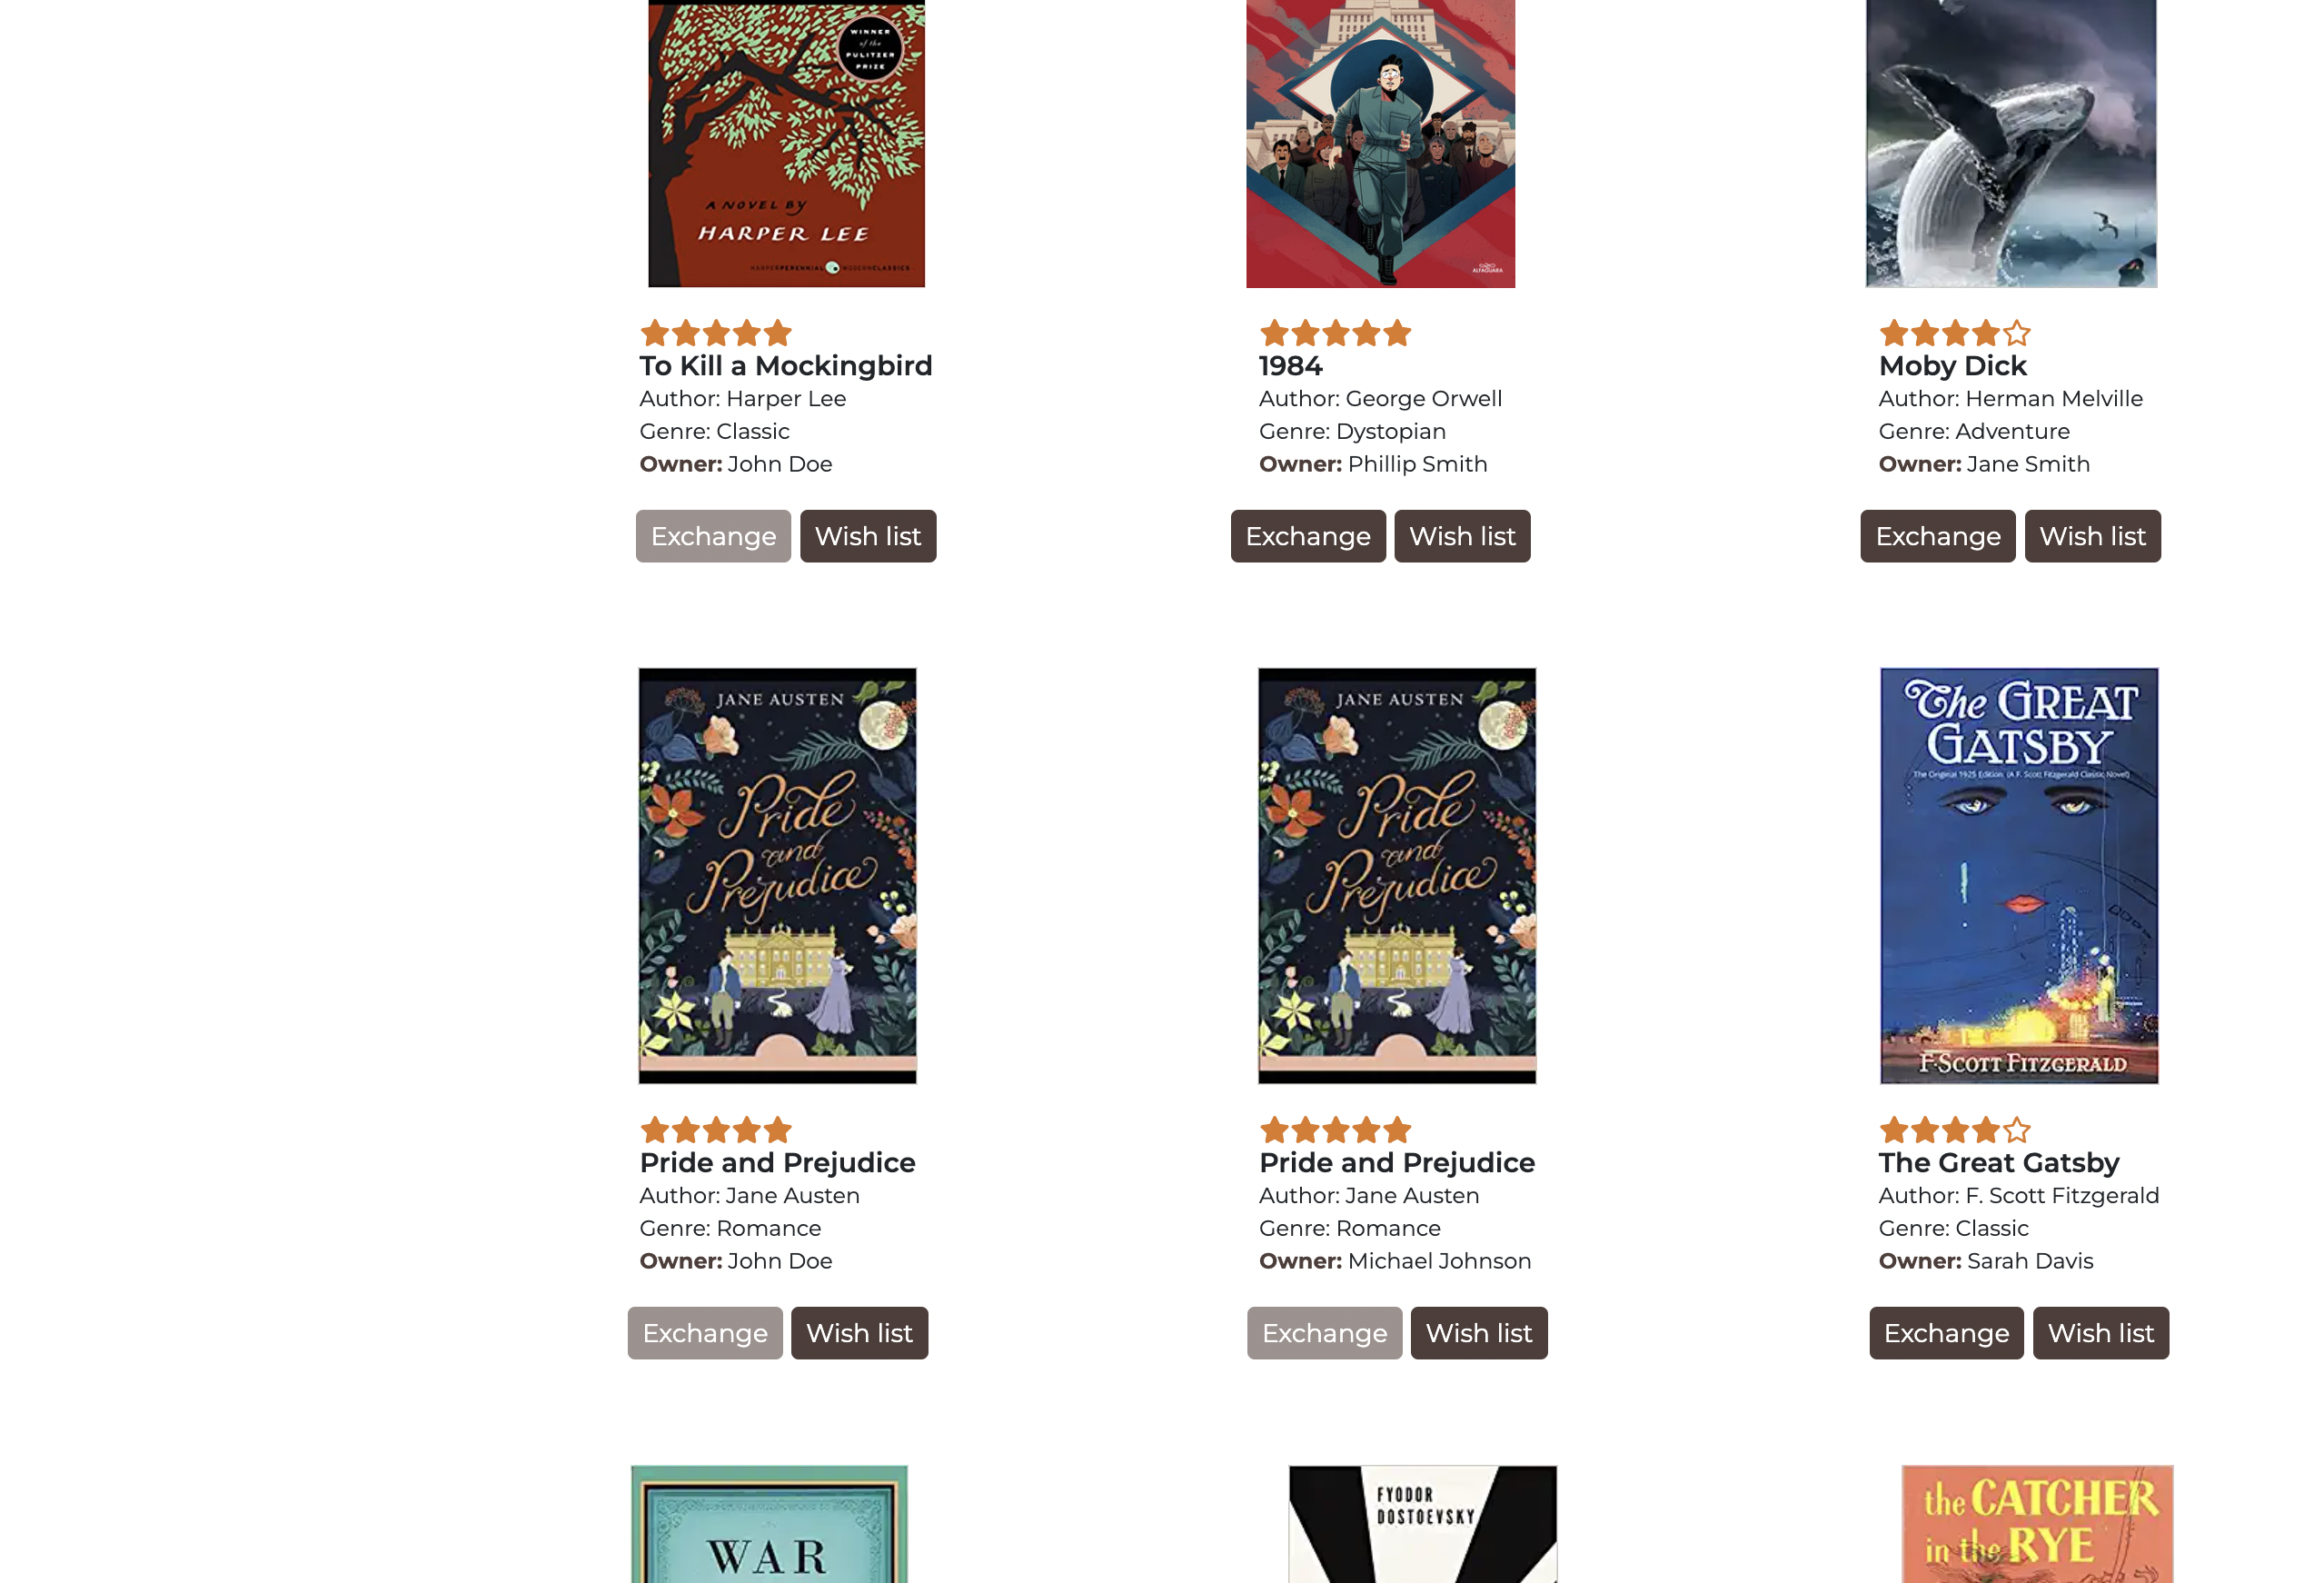 WINNER
of the
PULITZER
PRIZE
A NOVEL BY
HARPER LEE
HARPERPERENNIAL MODERNCLASSICS
ALFAGUARA
To Kill a Mockingbird
Author: Harper Lee
Genre: Classic
Owner: John Doe
Exchange Wish list
1984
Author: George Orwell
Genre: Dystopian
Owner: Phillip Smith
Exchange Wish list
Moby Dick
Author: Herman Melville
Genre: Adventure
Owner: Jane Smith
Exchange Wish list
JANE AUSTEN
Pride
and
Prejudice
Pride and Prejudice
Author: Jane Austen
Genre: Romance
Owner: John Doe
Exchange Wish list
JANE AUSTEN
Pride
and
Prejudice
Pride and Prejudice
Author: Jane Austen
Genre: Romance
Owner: Michael Johnson
Exchange Wish list
The GREAT
GATSBY
The Original 1925 Edition (A F. Scott Fitzgerald Classic Novel)
F·SCOTT FITZGERALD
The Great Gatsby
Author: F. Scott Fitzgerald
Genre: Classic
Owner: Sarah Davis
Exchange Wish list
WAR
FYODOR
DOSTOEVSKY
the CATCHER
in the RYE